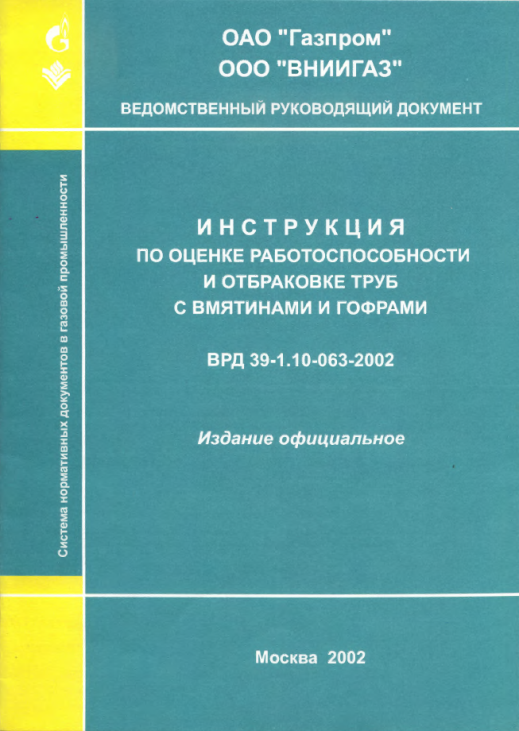 ОАО "Газпром"
ООО "ВНИИГАЗ"
ВЕДОМСТВЕННЫЙ РУКОВОДЯЩИЙ ДОКУМЕНТ
Система нормативных документов в газовой промышленности
ИНСТРУКЦИЯ
ПО ОЦЕНКЕ РАБОТОСПОСОБНОСТИ
И ОТБРАКОВКЕ ТРУБ
С ВМЯТИНАМИ И ГОФРАМИ
ВРД 39-1.10-063-2002
Издание официальное
Москва 2002